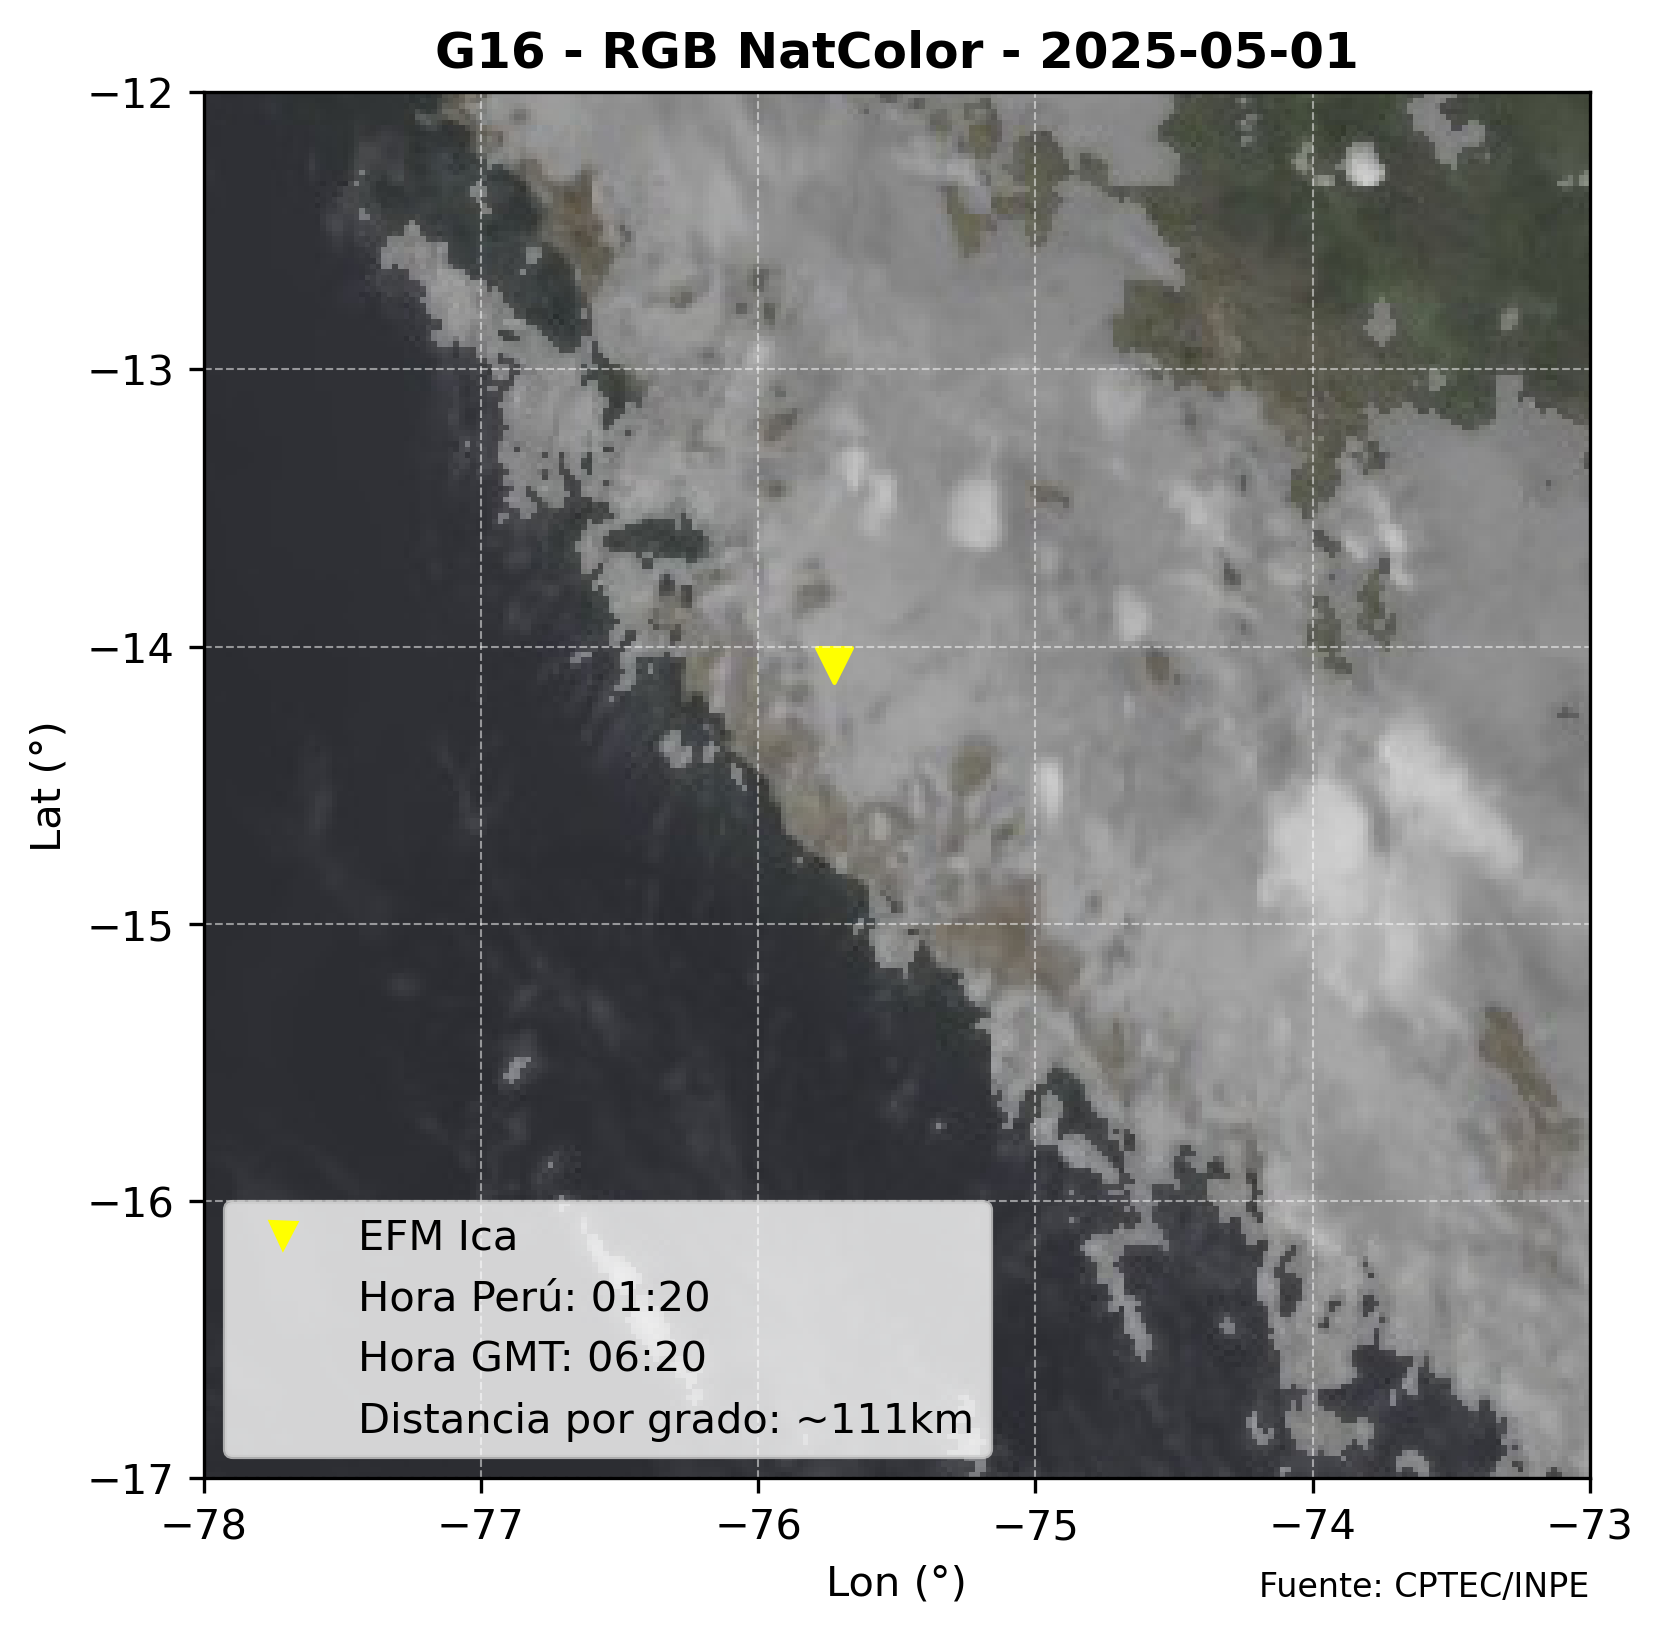 G16 - RGB NatColor - 2025-05-01
−12
−13
−14
−15
−16
−17
Lat (°)
EFM Ica
Hora Perú: 01:20
Hora GMT: 06:20
Distancia por grado: ~111km
−78 −77 −76 −75 −74 −73
Lon (°)
Fuente: CPTEC/INPE